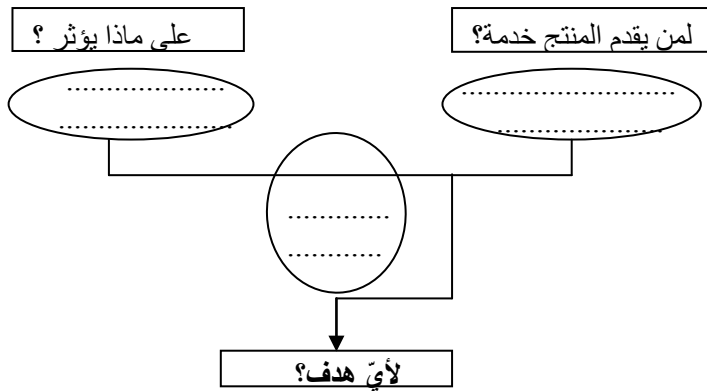 لمن يقدم المنتج خدمة؟
على ماذا يؤثر ؟
.......................................
..............................
.............................
................................
...................
.................
لأيّ هدف؟